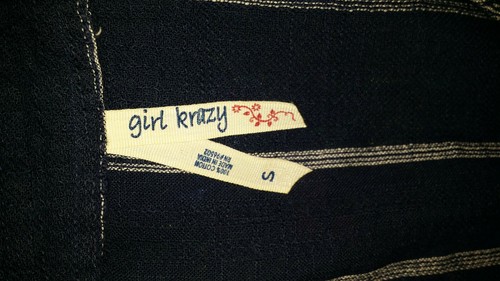 girl krazy
S
100% COTTON
MADE IN INDIA